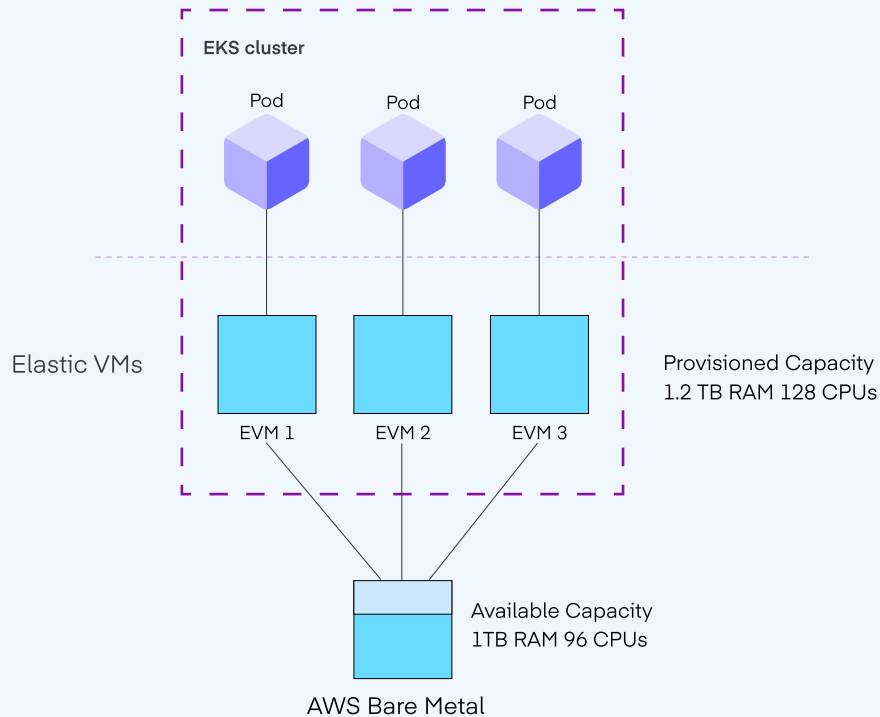 EKS cluster
Pod
Pod
Pod
Elastic VMs
Provisioned Capacity
1.2 TB RAM 128 CPUs
EVM 1
EVM 2
EVM 3
Available Capacity
1TB RAM 96 CPUs
AWS Bare Metal